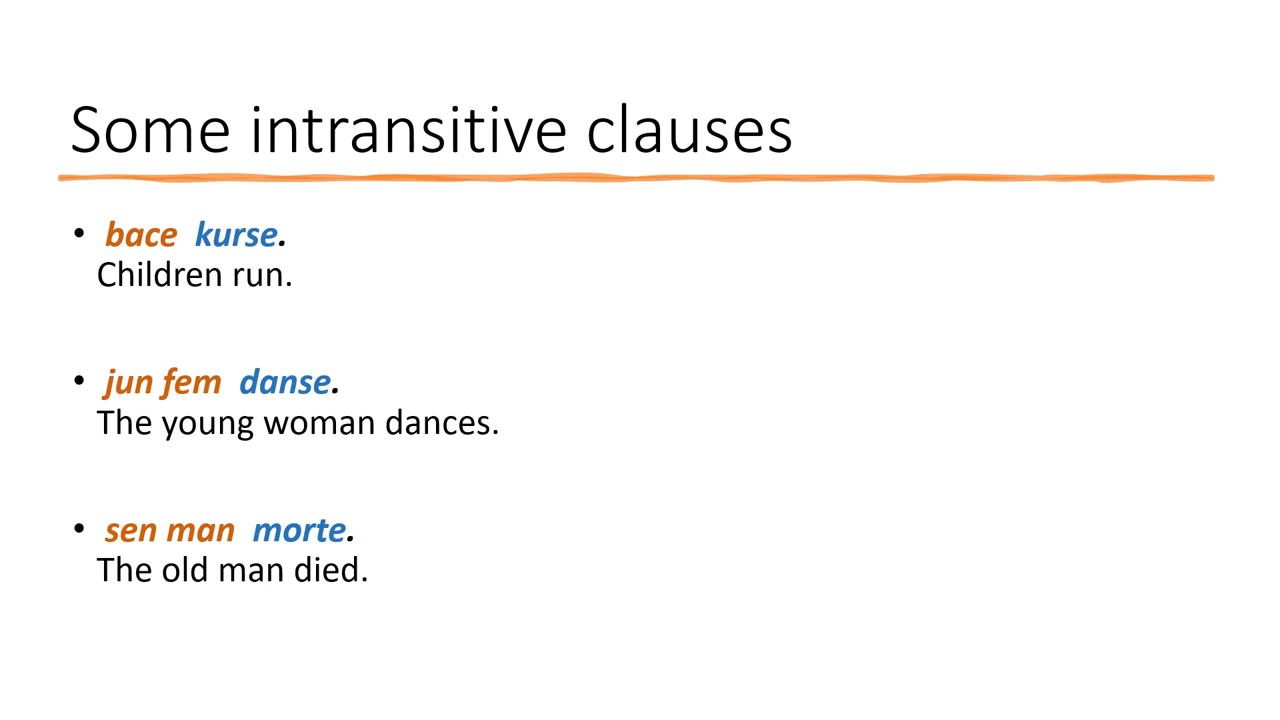 Some intransitive clauses
• bace kurse.
Children run.
• jun fem danse.
The young woman dances.
• sen man morte.
The old man died.